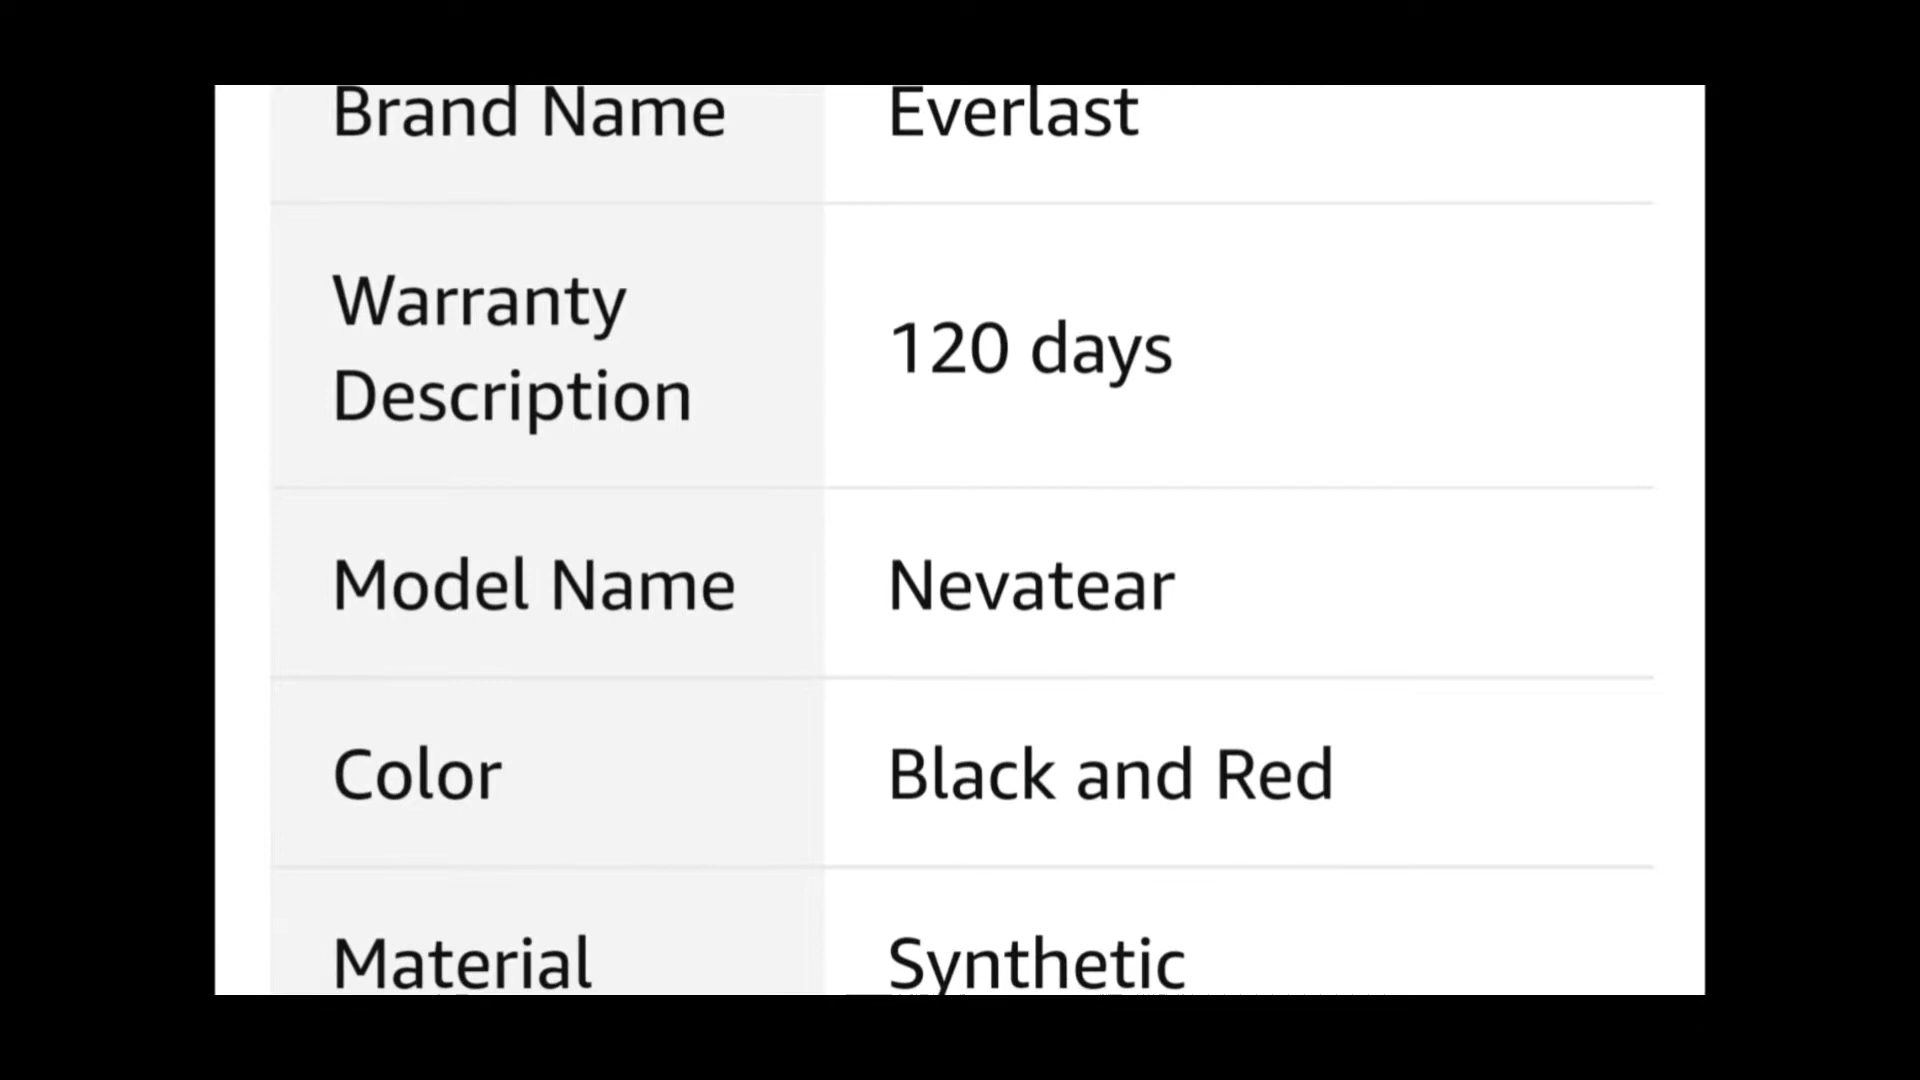 Brand Name Everlast
Warranty
Description
120 days
Model Name Nevatear
Color Black and Red
Material Synthetic